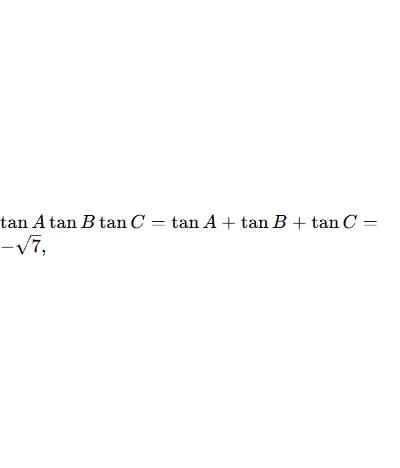 tan A tan B tan C = tan A + tan B + tan C =
−√7,